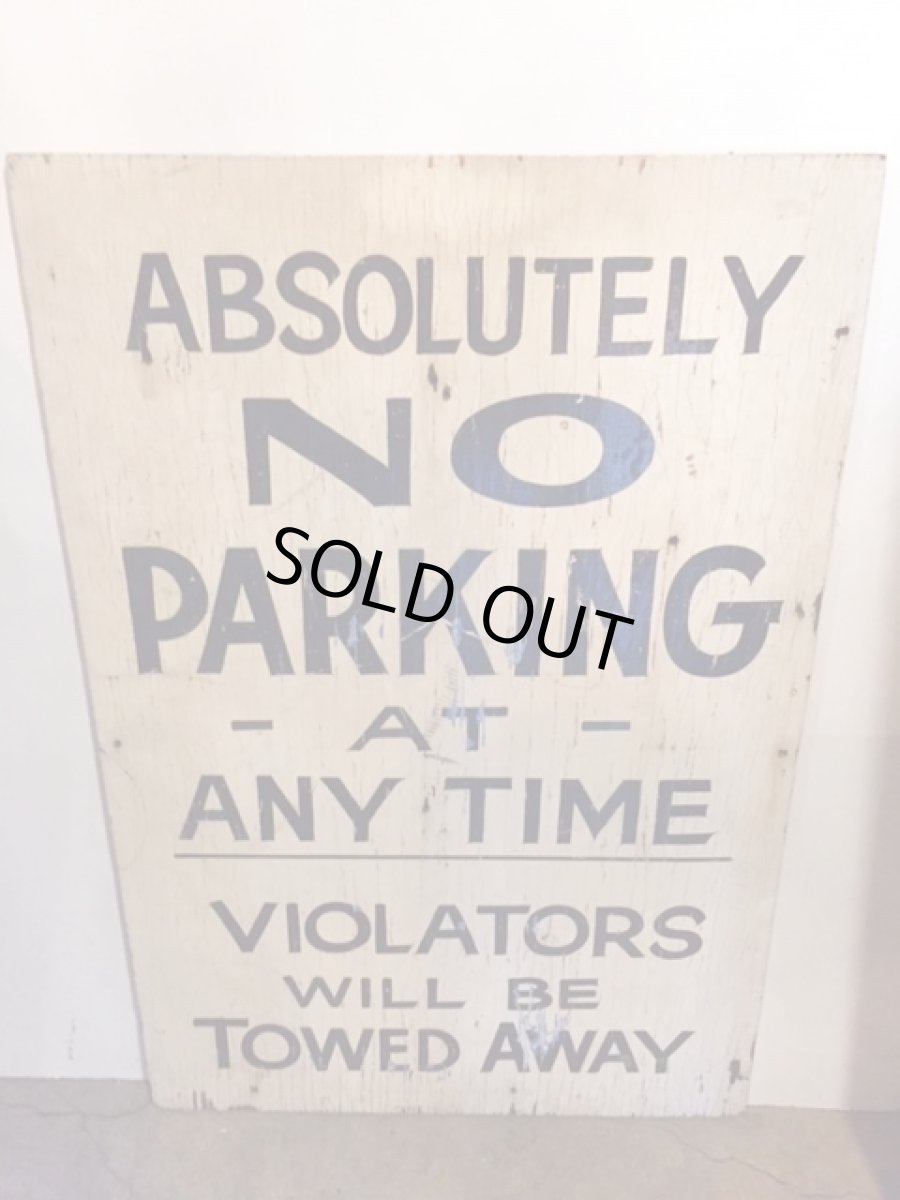 ABSOLUTELY
NO
PARKING
SOLD OUT
- AT -
ANY TIME
VIOLATORS
WILL BE
TOWED AWAY